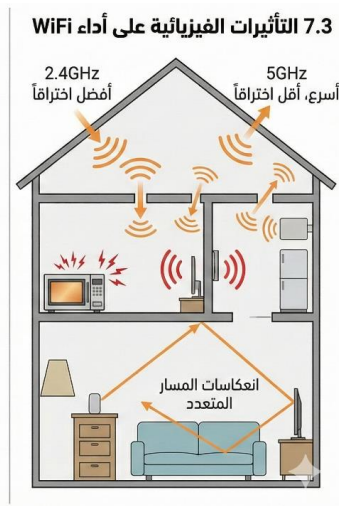 7.3 التأثيرات الفيزيائية على أداء WiFi
2.4GHz
أفضل اختراقاً
5GHz
أسرع، أقل اختراقاً
انعكاسات المسار
المتعدد